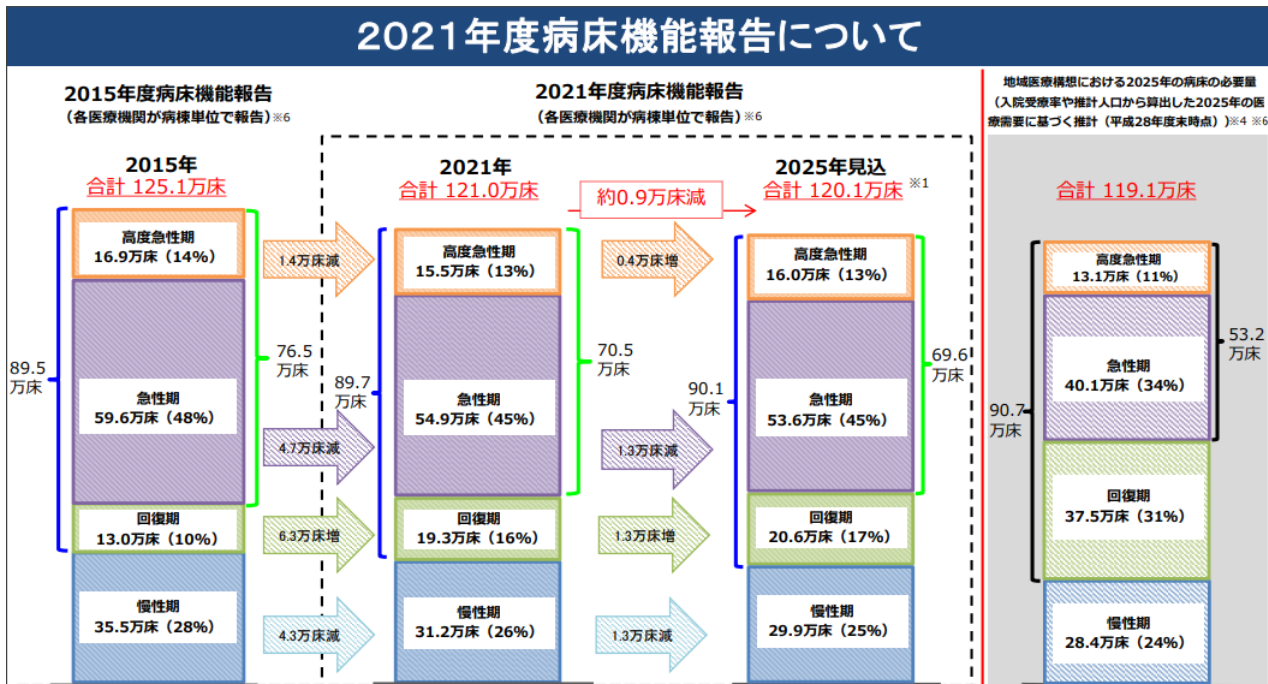 2021年度病床機能報告について
2015年度病床機能報告
（各医療機関が病棟単位で報告）※6
2015年
合計 125.1万床
高度急性期
16.9万床（14%）
急性期
59.6万床（48%）
回復期
13.0万床（10%）
慢性期
35.5万床（28%）
89.5
万床
76.5
万床
1.4万床減
4.7万床減
6.3万床増
4.3万床減
2021年度病床機能報告
（各医療機関が病棟単位で報告）※6
2021年
合計 121.0万床
高度急性期
15.5万床（13%）
急性期
54.9万床（45%）
回復期
19.3万床（16%）
慢性期
31.2万床（26%）
89.7
万床
70.5
万床
約0.9万床減
0.4万床増
1.3万床減
1.3万床増
1.3万床減
2025年見込
合計 120.1万床 ※1
高度急性期
16.0万床（13%）
急性期
53.6万床（45%）
回復期
20.6万床（17%）
慢性期
29.9万床（25%）
90.1
万床
69.6
万床
地域医療構想における2025年の病床の必要量
（入院受療率や推計人口から算出した2025年の医
療需要に基づく推計（平成28年度末時点））※4 ※6
合計 119.1万床
高度急性期
13.1万床（11%）
急性期
40.1万床（34%）
回復期
37.5万床（31%）
慢性期
28.4万床（24%）
90.7
万床
53.2
万床